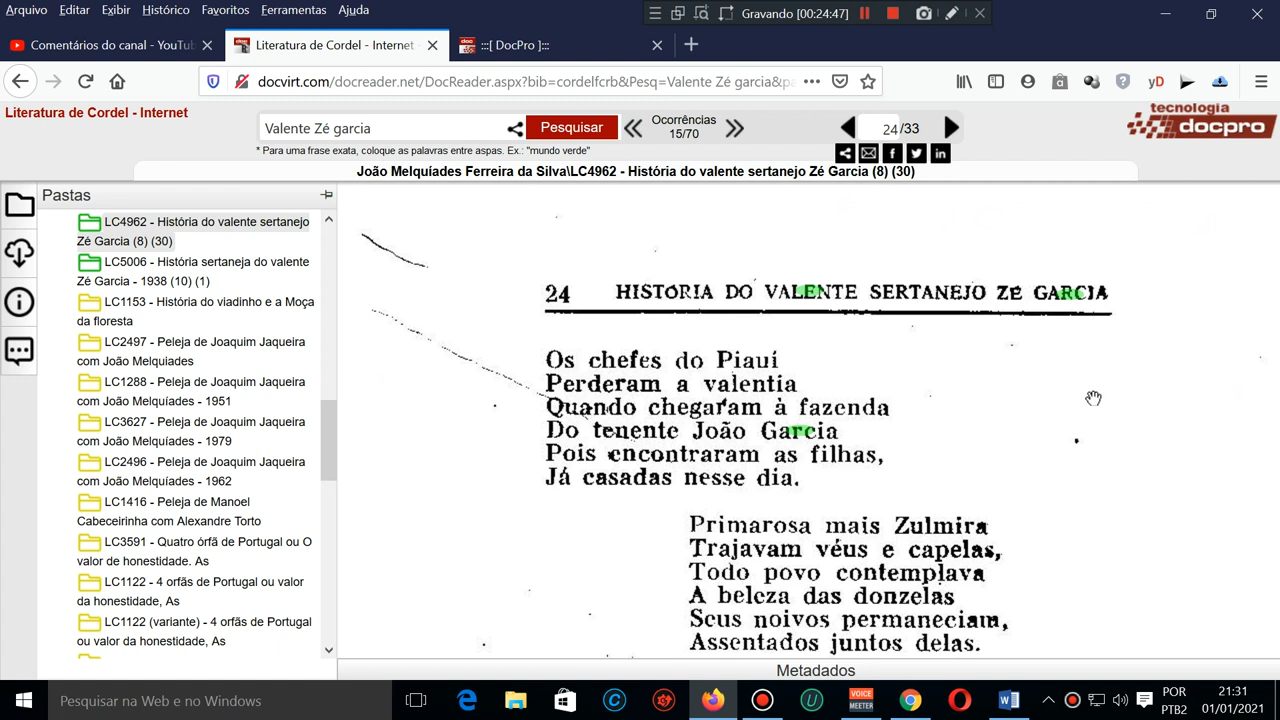 Arquivo Editar Exibir Histórico Favoritos Ferramentas Ajuda
Gravando [00:24:47]
Comentários do canal - YouTub
Literatura de Cordel - Internet -
:::[ DocPro ]:::
docvirt.com/docreader.net/DocReader.aspx?bib=cordelfcrb&Pesq=Valente Zé garcia&pa
Literatura de Cordel - Internet
Valente Zé garcia
Pesquisar
Ocorrências
15/70
24 /33
tecnologia
docpro
* Para uma frase exata, coloque as palavras entre aspas. Ex.: "mundo verde"
João Melquíades Ferreira da Silva\LC4962 - História do valente sertanejo Zé Garcia (8) (30)
Pastas
LC4962 - História do valente sertanejo
Zé Garcia (8) (30)
LC5006 - História sertaneja do valente
Zé Garcia - 1938 (10) (1)
LC1153 - História do viadinho e a Moça
da floresta
LC2497 - Peleja de Joaquim Jaqueira
com João Melquiades
LC1288 - Peleja de Joaquim Jaqueira
com João Melquíades - 1951
LC3627 - Peleja de Joaquim Jaqueira
com João Melquíades - 1979
LC2496 - Peleja de Joaquim Jaqueira
com João Melquíades - 1962
LC1416 - Peleja de Manoel
Cabeceirinha com Alexandre Torto
LC3591 - Quatro órfã de Portugal ou O
valor de honestidade. As
LC1122 - 4 orfãs de Portugal ou valor
da honestidade, As
LC1122 (variante) - 4 orfãs de Portugal
ou valor da honestidade, As
24 HISTÓRIA DO VALENTE SERTANEJO ZÉ GARCIA
Os chefes do Piauí
Perderam a valentia
Quando chegaram à fazenda
Do tenente João Garcia
Pois encontraram as filhas,
Já casadas nesse dia.
Primarosa mais Zulmira
Trajavam véus e capelas,
Todo povo contemplava
A beleza das donzelas
Seus noivos permaneciam,
Assentados juntos delas.
Metadados
Pesquisar na Web e no Windows
VOICE
MEETER
POR
PTB2
21:31
01/01/2021